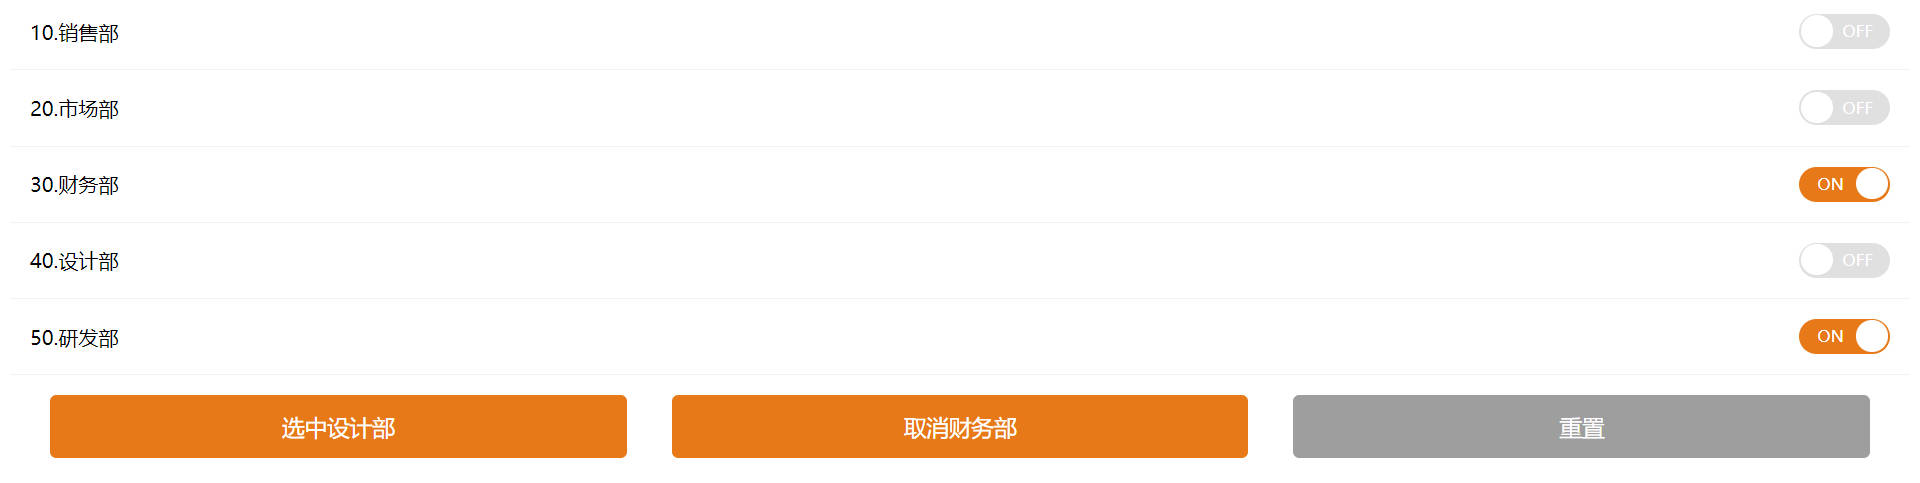 10.销售部 OFF
20.市场部 OFF
30.财务部 ON
40.设计部 OFF
50.研发部 ON
选中设计部 取消财务部 重置